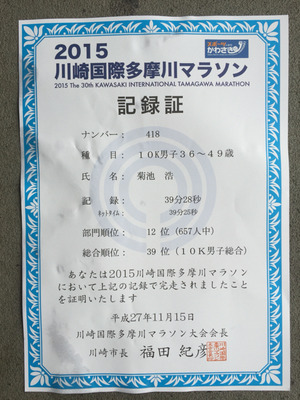 かわさき
2015
川崎国際多摩川マラソン
2015 The 30th KAWASAKI INTERNATIONAL TAMAGAWA MARATHON
記録証
ナンバー: 418
種 目: 10K男子36~49歳
氏 名: 菊池 浩
記 録: 39分28秒
ネットタイム: 39分25秒
部門順位: 12 位 (657人中)
総合順位: 39 位 (10K男子総合)
あなたは2015川崎国際多摩川マラソン
において上記の記録で完走されましたこと
を証明いたします
平成27年11月15日
川崎国際多摩川マラソン大会会長
川崎市長 福田 紀彦